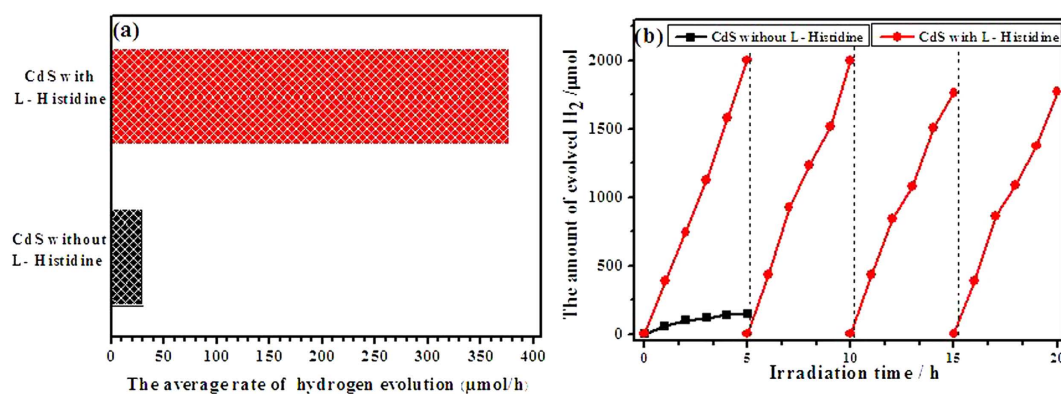 (a)
CdS with
L- Histidine
CdS without
L- Histidine
0 50 100 150 200 250 300 350 400
The average rate of hydrogen evolution (µmol/h)
(b)
CdS without L- Histidine
CdS with L- Histidine
The amount of evolved H2 /µmol
2000
1500
1000
500
0
0 5 10 15 20
Irradiation time / h